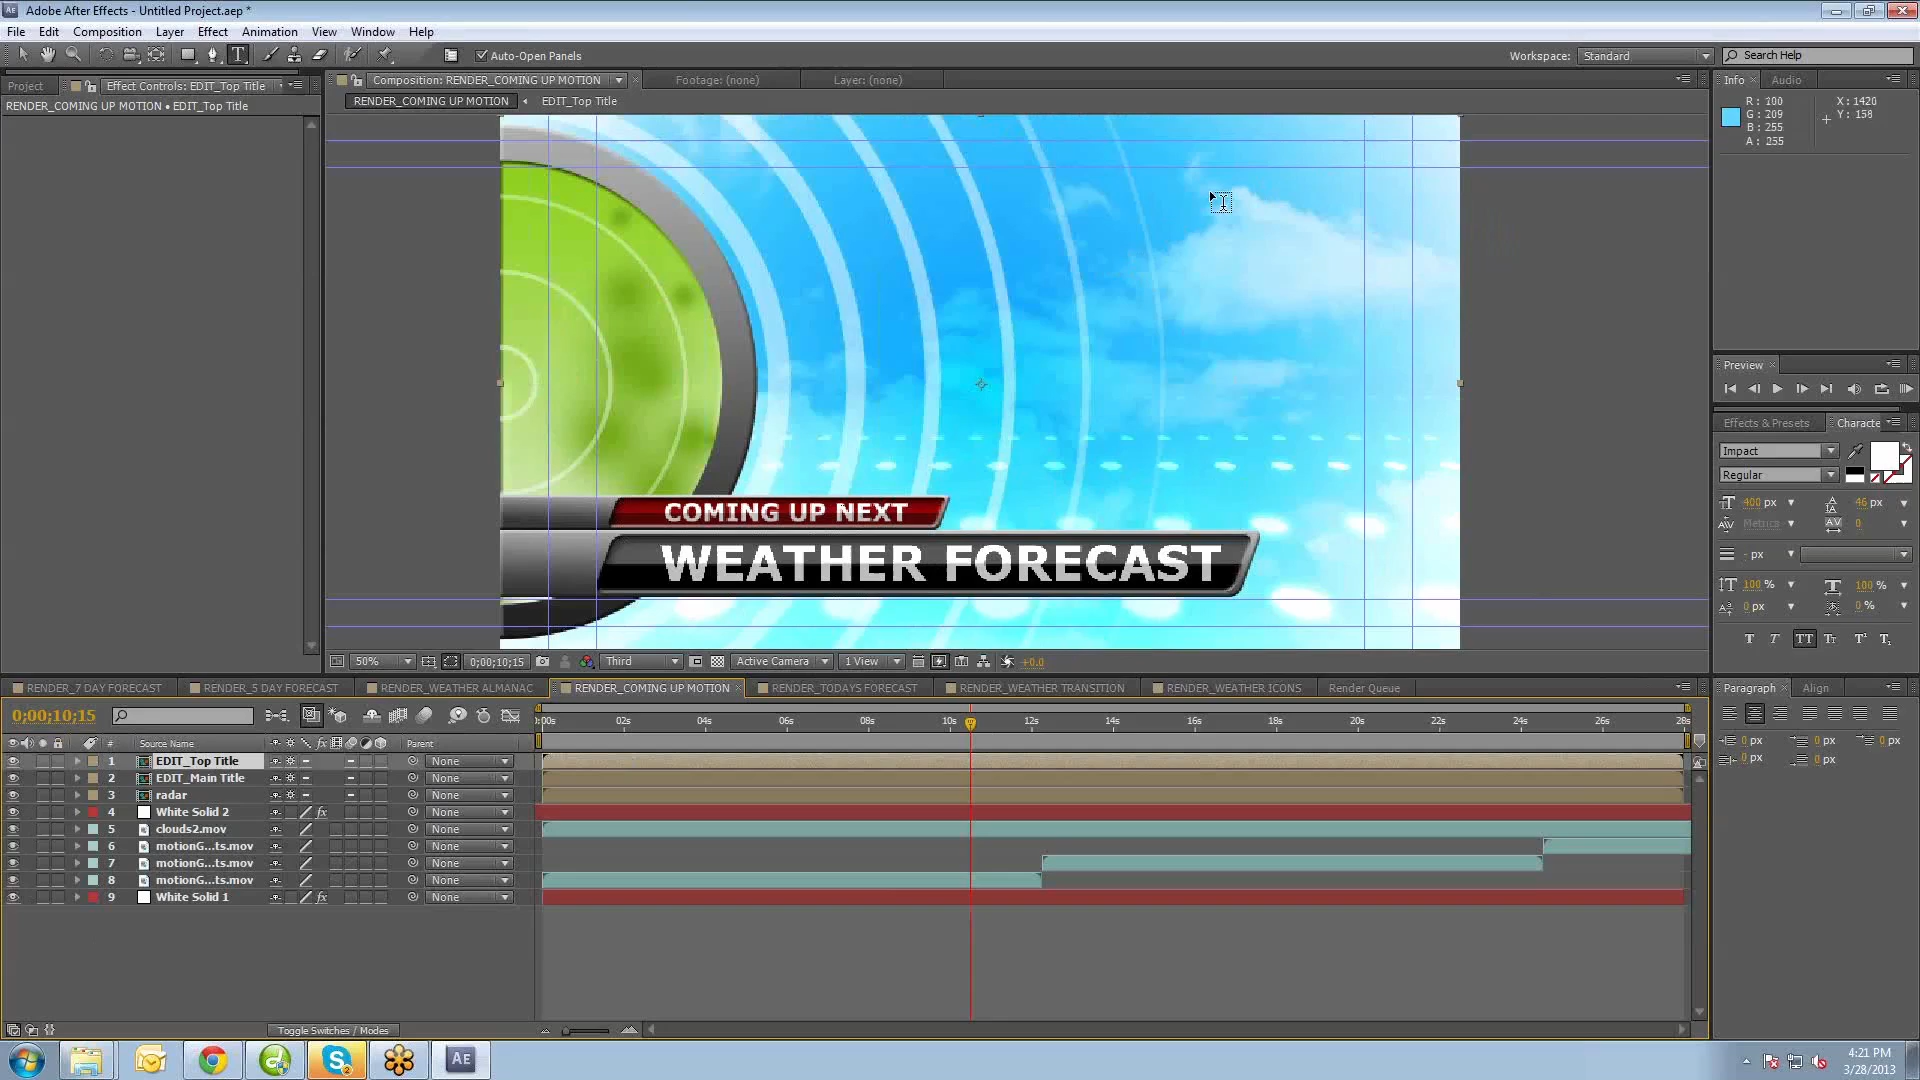 Adobe After Effects - Untitled Project.aep *
File Edit Composition Layer Effect Animation View Window Help
Auto-Open Panels
Workspace: Standard
Search Help
Project
Effect Controls: EDIT_Top Title
Composition: RENDER_COMING UP MOTION
Footage: (none)
Layer: (none)
Info
Audio
RENDER_COMING UP MOTION • EDIT_Top Title
RENDER_COMING UP MOTION
EDIT_Top Title
R: 100
G: 209
B: 255
A: 255
X: 1420
Y: 158
COMING UP NEXT
WEATHER FORECAST
Preview
Effects & Presets
Characte
Impact
Regular
400 px
46 px
Metrics
0
- px
100 %
100 %
0 px
0 %
T T TT Tт T¹ T₁
50%
0;00;10;15
Third
Active Camera
1 View
+0.0
RENDER_7 DAY FORECAST
RENDER_5 DAY FORECAST
RENDER_WEATHER ALMANAC
RENDER_COMING UP MOTION
RENDER_TODAYS FORECAST
RENDER_WEATHER TRANSITION
RENDER_WEATHER ICONS
Render Queue
Paragraph
Align
0;00;10;15
):00s 02s 04s 06s 08s 10s 12s 14s 16s 18s 20s 22s 24s 26s 28s
0 px
0 px
0 px
0 px
0 px
# Source Name
fx
Parent
1 EDIT_Top Title None
2 EDIT_Main Title None
3 radar None
4 White Solid 2 fx None
5 clouds2.mov None
6 motionG...ts.mov None
7 motionG...ts.mov None
8 motionG...ts.mov None
9 White Solid 1 fx None
Toggle Switches / Modes
AE
4:21 PM
3/28/2013